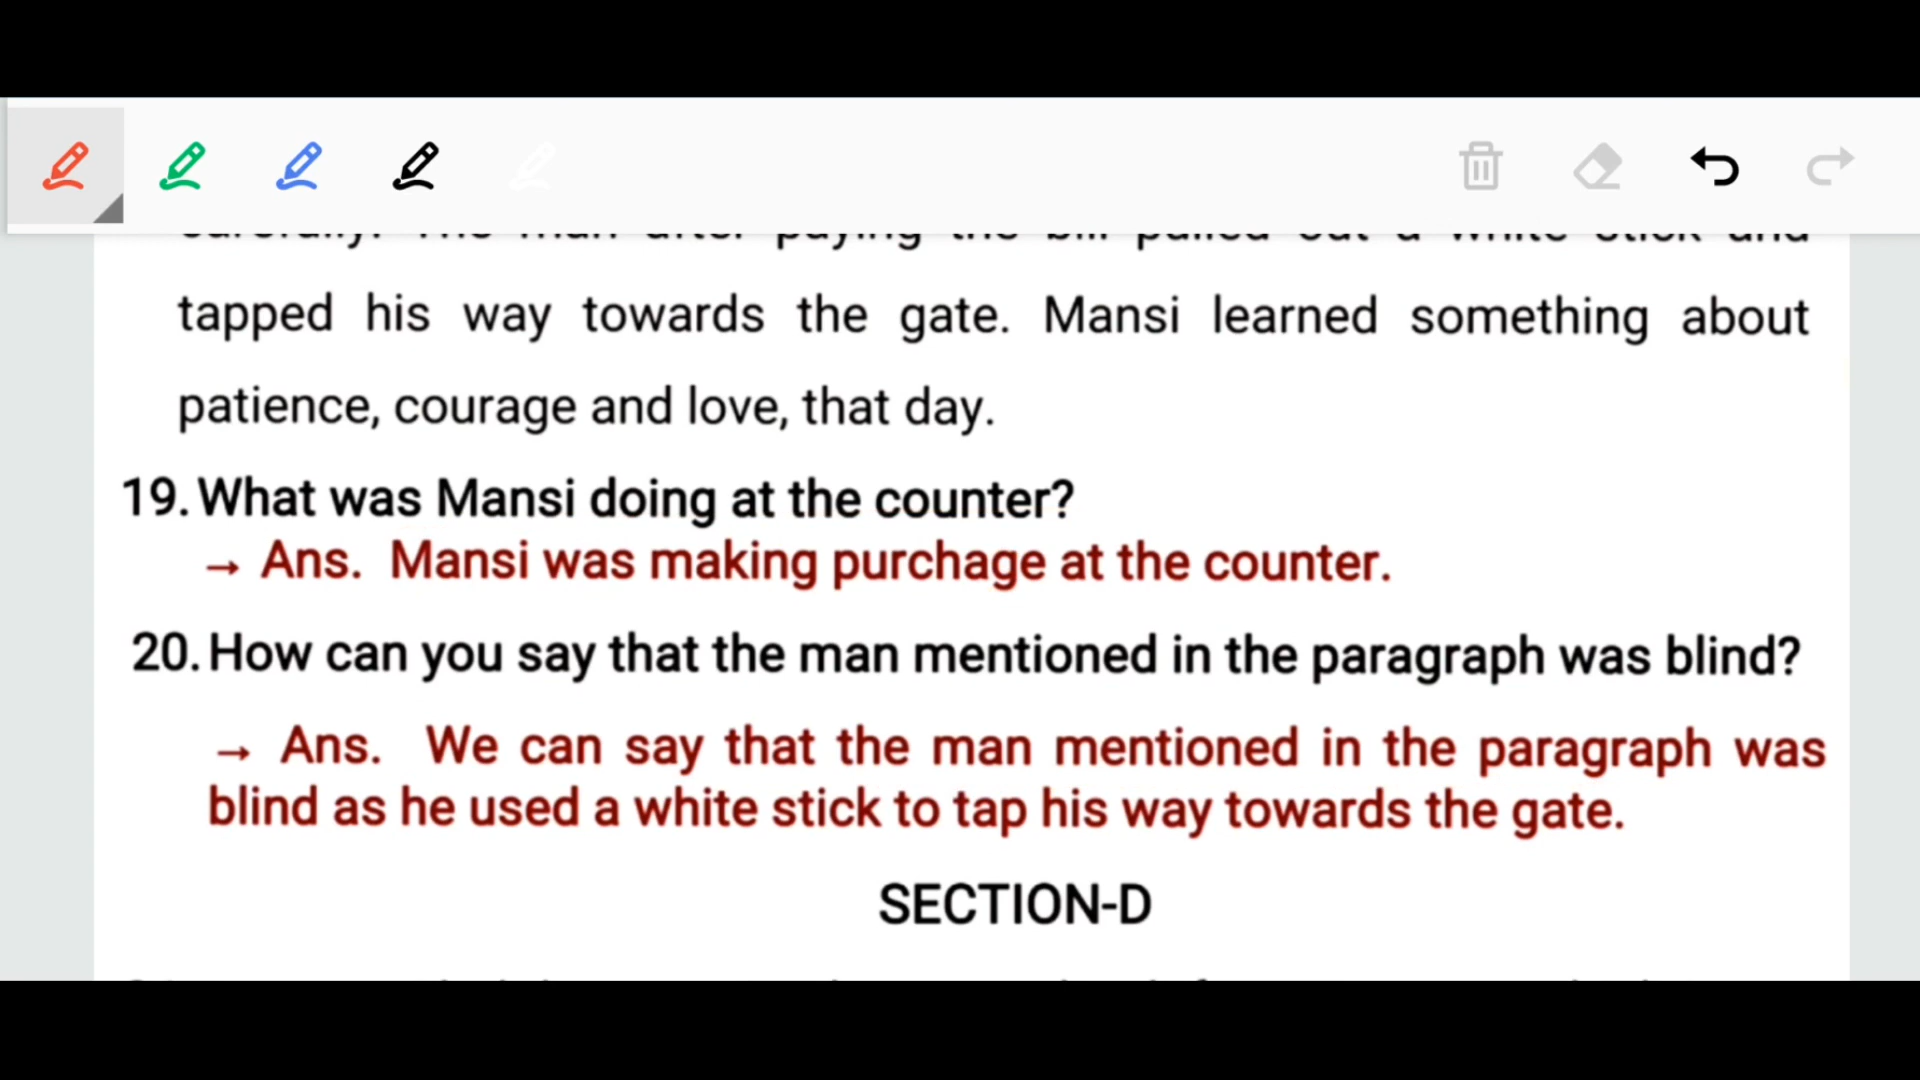 tapped his way towards the gate. Mansi learned something about
patience, courage and love, that day.
19. What was Mansi doing at the counter?
→ Ans. Mansi was making purchage at the counter.
20. How can you say that the man mentioned in the paragraph was blind?
→ Ans. We can say that the man mentioned in the paragraph was
blind as he used a white stick to tap his way towards the gate.
SECTION-D